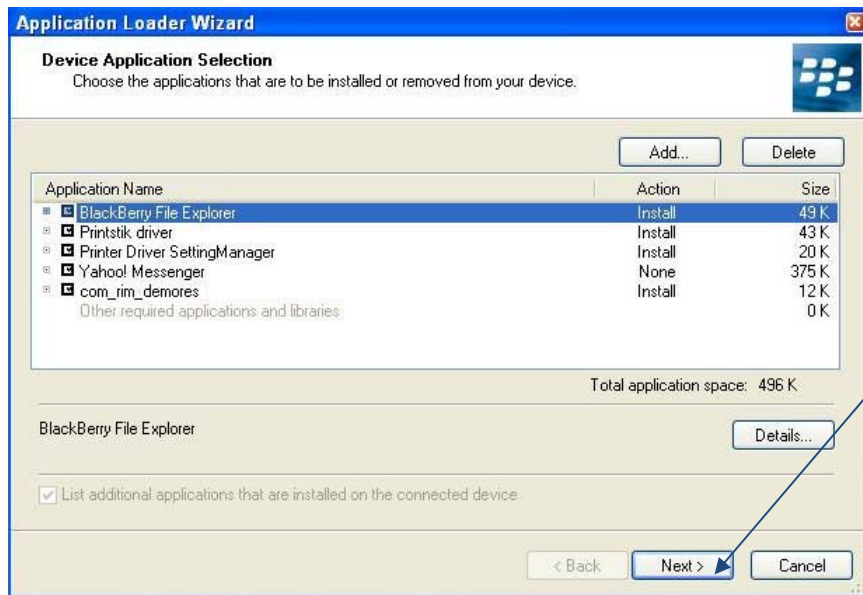 Application Loader Wizard
Device Application Selection
Choose the applications that are to be installed or removed from your device.
Add... Delete
Application Name Action Size
BlackBerry File Explorer Install 49 K
Printstik driver Install 43 K
Printer Driver SettingManager Install 20 K
Yahoo! Messenger None 375 K
com_rim_demores Install 12 K
Other required applications and libraries 0 K
Total application space: 496 K
BlackBerry File Explorer Details...
List additional applications that are installed on the connected device
< Back Next > Cancel